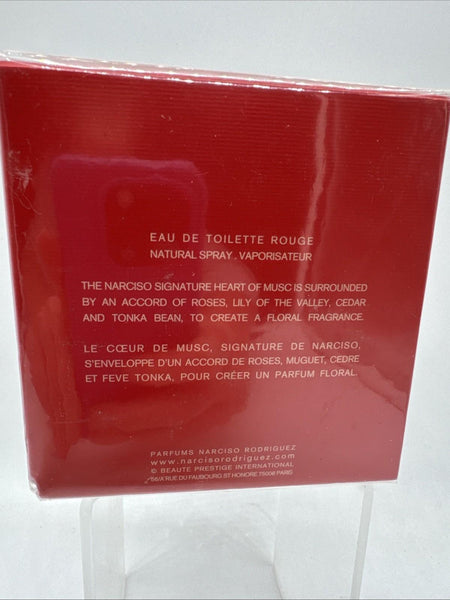 EAU DE TOILETTE ROUGE
NATURAL SPRAY . VAPORISATEUR
THE NARCISO SIGNATURE HEART OF MUSC IS SURROUNDED
BY AN ACCORD OF ROSES, LILY OF THE VALLEY, CEDAR
AND TONKA BEAN, TO CREATE A FLORAL FRAGRANCE.
LE CŒUR DE MUSC, SIGNATURE DE NARCISO,
S'ENVELOPPE D'UN ACCORD DE ROSES, MUGUET, CEDRE
ET FEVE TONKA, POUR CRÉER UN PARFUM FLORAL.
PARFUMS NARCISO RODRIGUEZ
www.narcisorodriguez.com
© BEAUTE PRESTIGE INTERNATIONAL
RUE DU FAUBOURG ST HONORE 75008 PARIS